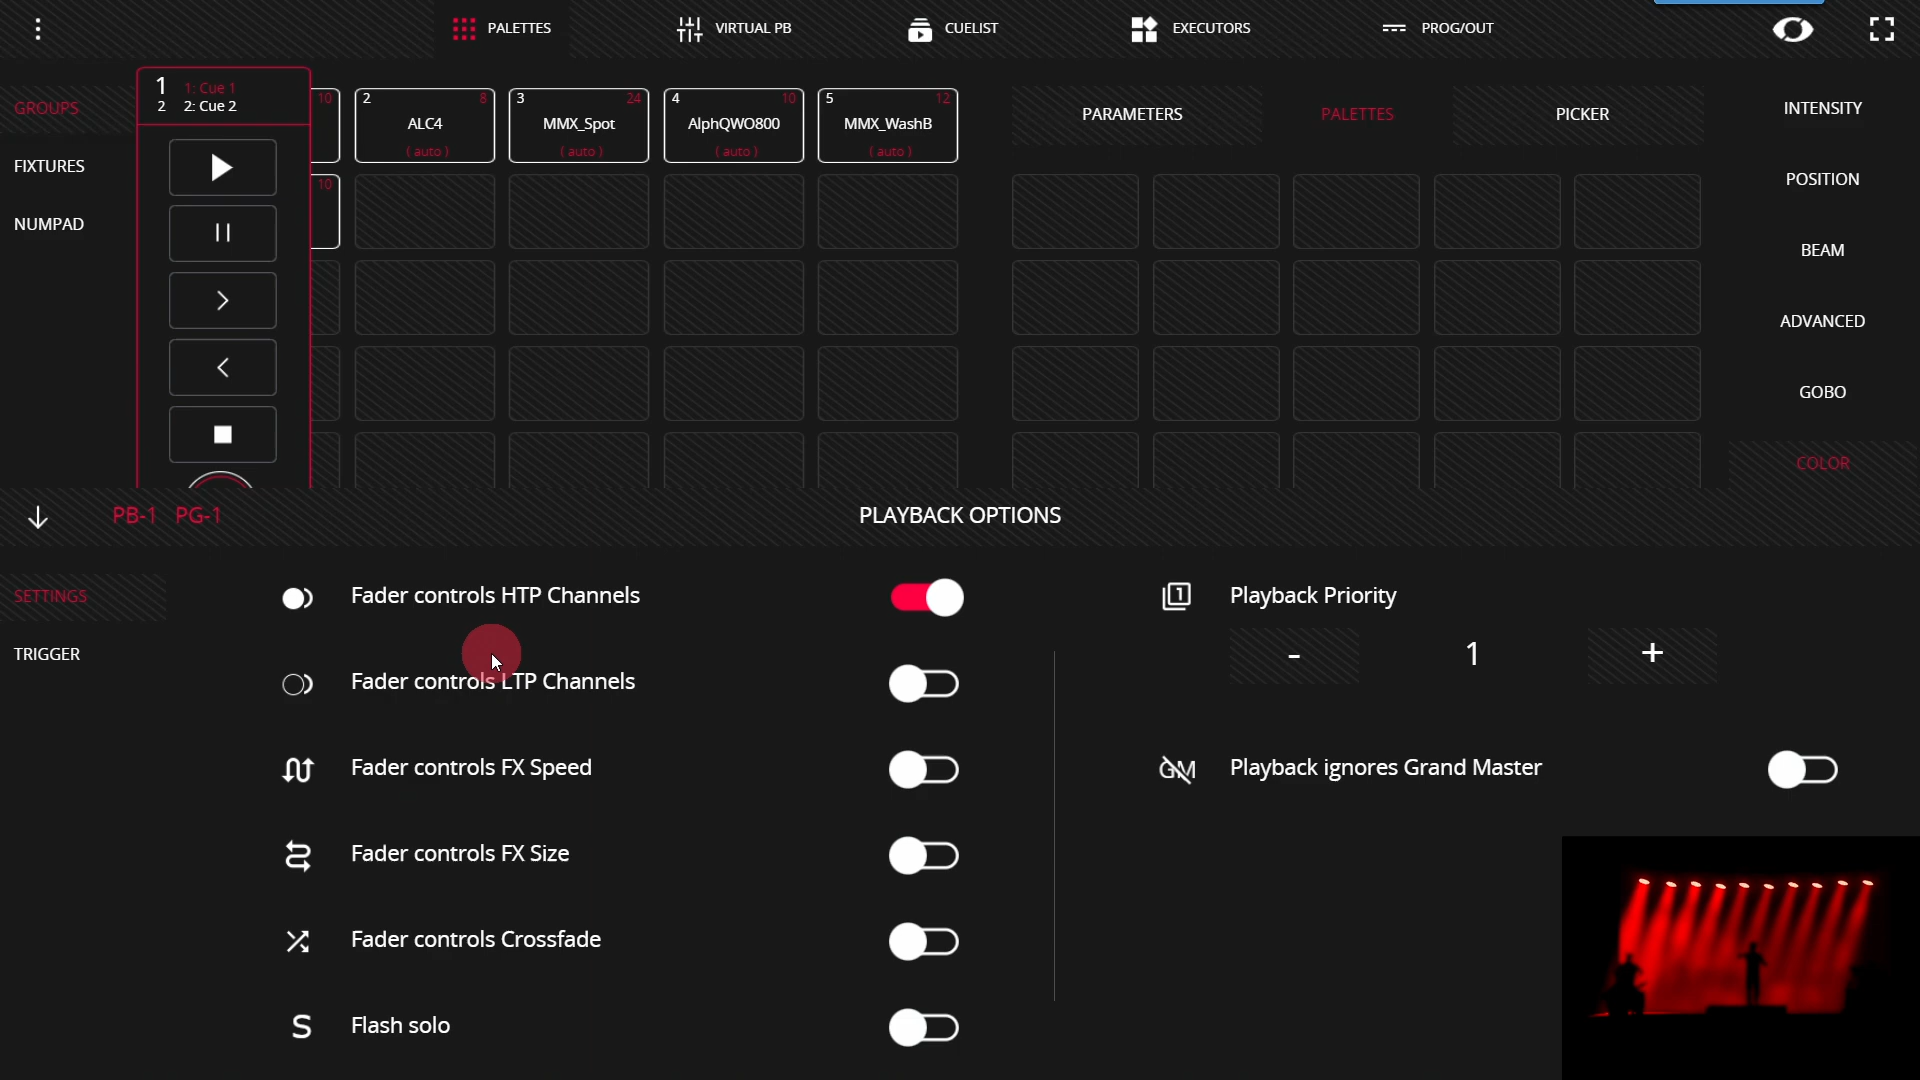 PALETTES
VIRTUAL PB
CUELIST
EXECUTORS
PROG/OUT
GROUPS
FIXTURES
NUMPAD
1 1: Cue 1
2 2: Cue 2
10
2 8
ALC4
( auto )
3 24
MMX_Spot
( auto )
4 10
AlphQWO800
( auto )
5 12
MMX_WashB
( auto )
10
PARAMETERS
PALETTES
PICKER
INTENSITY
POSITION
BEAM
ADVANCED
GOBO
COLOR
PB-1 PG-1
PLAYBACK OPTIONS
SETTINGS
TRIGGER
Fader controls HTP Channels
Fader controls LTP Channels
Fader controls FX Speed
Fader controls FX Size
Fader controls Crossfade
S Flash solo
1 Playback Priority
- 1 +
GM Playback ignores Grand Master